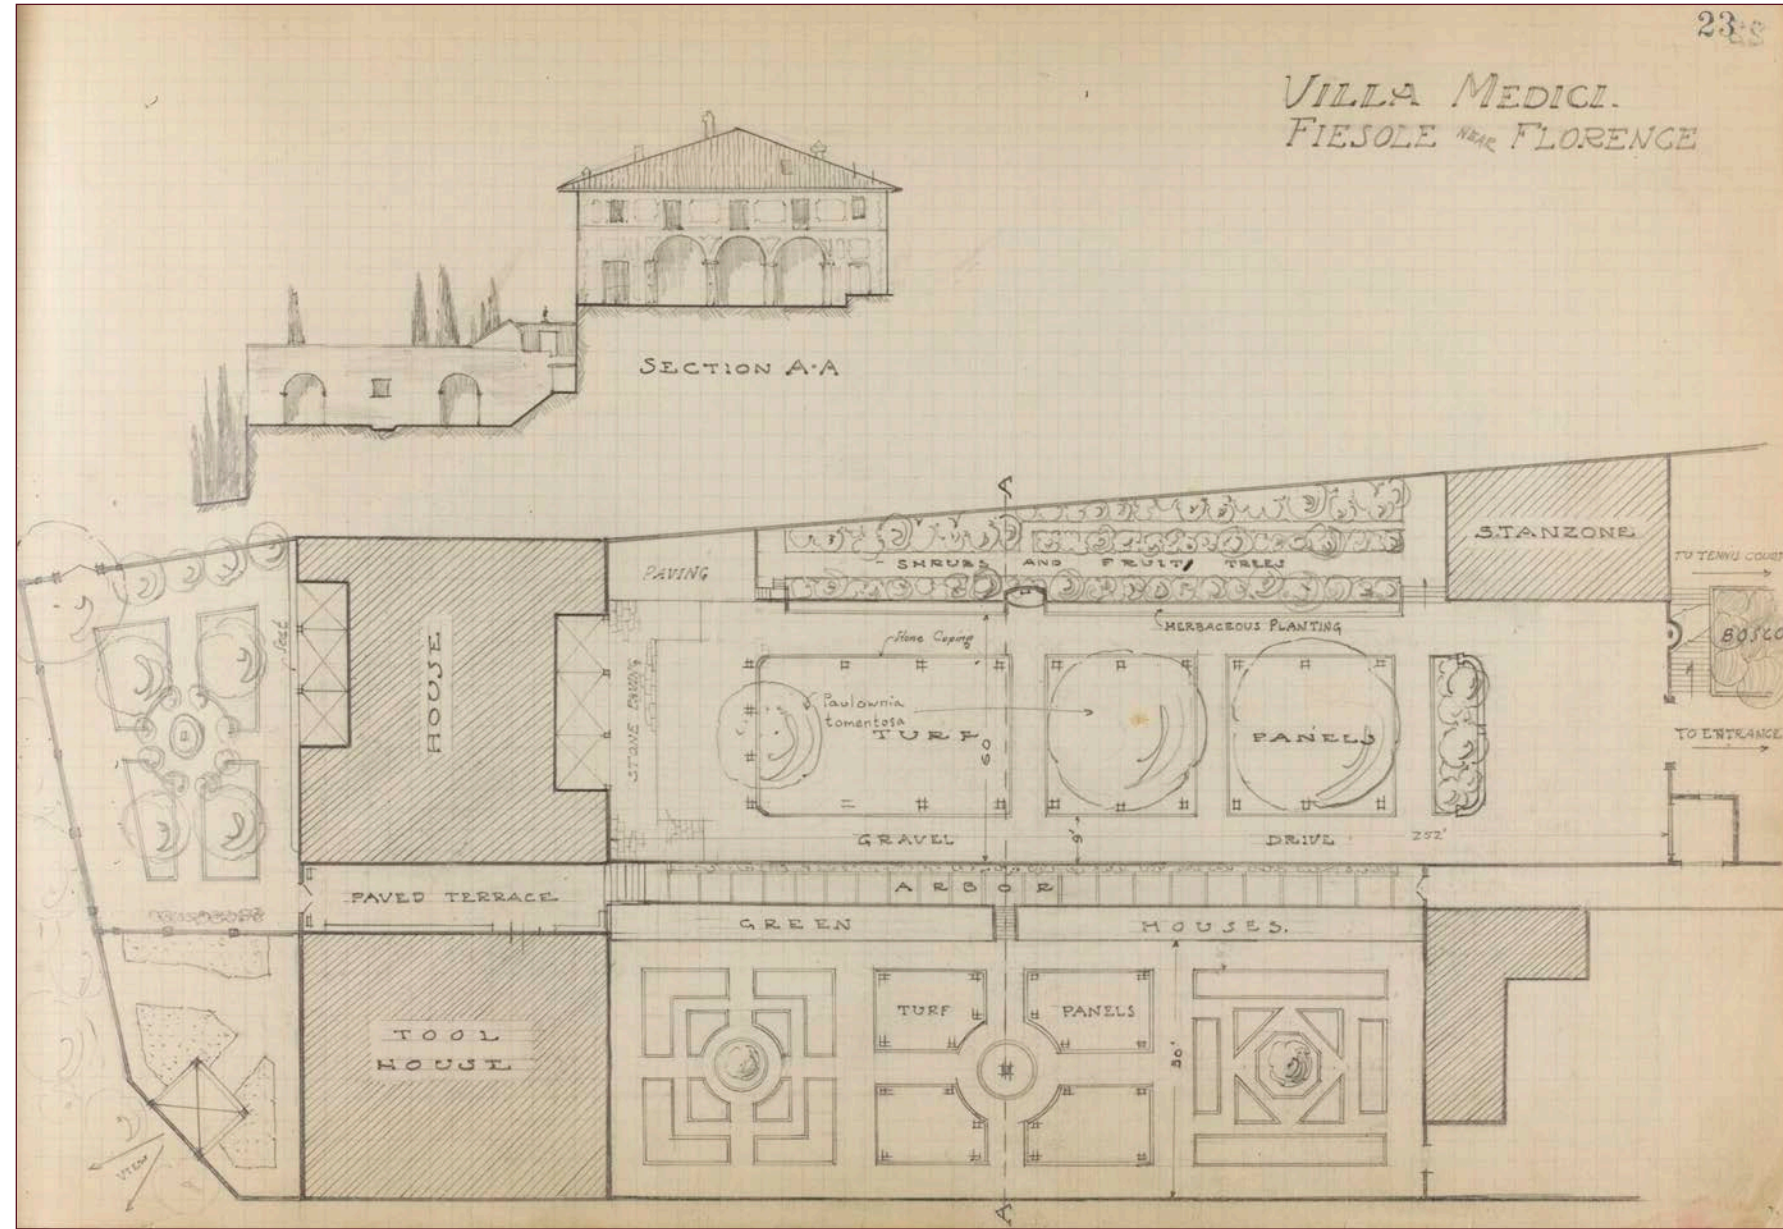 23
VILLA MEDICI.
FIESOLE NEAR FLORENCE
SECTION A·A
A
STANZONE
TO TENNIS COURT
PAVING
SHRUBS AND FRUIT TREES
HERBACEOUS PLANTING
BOSCO
Stone Coping
Seat
HOUSE
STONE PAVING
Paulownia
tomentosa
TURF
PANELS
60
TO ENTRANCE
GRAVEL
9'
DRIVE
252'
ARBOR
PAVED TERRACE
GREEN
HOUSES.
TURF
PANELS
TOOL
HOUSE
80'
VIEW
A